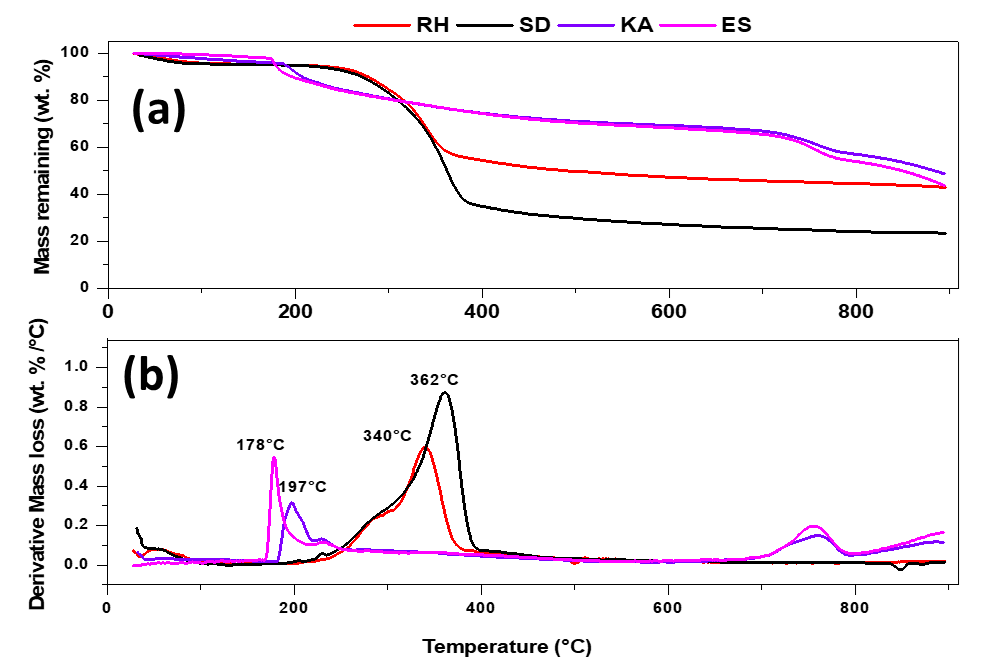 RH SD KA ES
(a)
Mass remaining (wt. %)
100
80
60
40
20
0
0 200 400 600 800
(b)
Derivative Mass loss (wt. % /°C)
1.0
0.8
0.6
0.4
0.2
0.0
362°C
340°C
178°C
197°C
0 200 400 600 800
Temperature (°C)